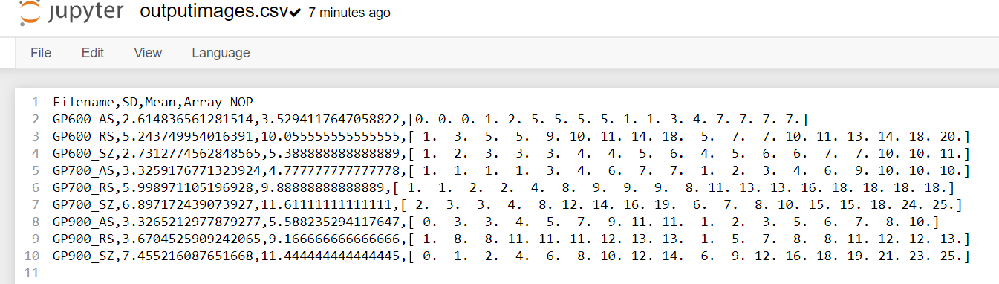 jupyter outputimages.csv✔ 7 minutes ago
File Edit View Language
1 Filename,SD,Mean,Array_NOP
2 GP600_AS,2.614836561281514,3.5294117647058822,[0. 0. 0. 1. 2. 5. 5. 5. 5. 1. 1. 3. 4. 7. 7. 7. 7.]
3 GP600_RS,5.243749954016391,10.055555555555555,[ 1.  3.  5.  5.  9. 10. 11. 14. 18.  5.  7.  7. 10. 11. 13. 14. 18. 20.]
4 GP600_SZ,2.7312774562848565,5.388888888888889,[ 1.  2.  3.  3.  3.  4.  4.  5.  6.  4.  5.  6.  6.  7.  7. 10. 10. 11.]
5 GP700_AS,3.3259176771323924,4.777777777777778,[ 1.  1.  1.  1.  3.  4.  6.  7.  7.  1.  2.  3.  4.  6.  9. 10. 10. 10.]
6 GP700_RS,5.998971105196928,9.88888888888889,[ 1.  1.  2.  2.  4.  8.  9.  9.  9.  8. 11. 13. 13. 16. 18. 18. 18. 18.]
7 GP700_SZ,6.897172439073927,11.61111111111111,[ 2.  3.  3.  4.  8. 12. 14. 16. 19.  6.  7.  8. 10. 15. 15. 18. 24. 25.]
8 GP900_AS,3.3265212977879277,5.588235294117647,[ 0.  3.  3.  4.  5.  7.  9. 11. 11.  1.  2.  3.  5.  6.  7.  8. 10.]
9 GP900_RS,3.6704525909242065,9.166666666666666,[ 1.  8.  8. 11. 11. 11. 12. 13. 13.  1.  5.  7.  8.  8. 11. 12. 12. 13.]
10 GP900_SZ,7.455216087651668,11.444444444444445,[ 0.  1.  2.  4.  6.  8. 10. 12. 14.  6.  9. 12. 16. 18. 19. 21. 23. 25.]
11